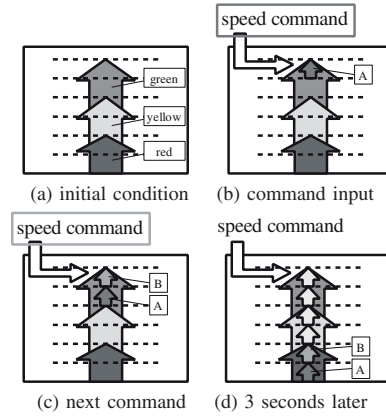 speed command
green
yellow
red
A
(a) initial condition
(b) command input
speed command
speed command
B
A
B
A
(c) next command
(d) 3 seconds later